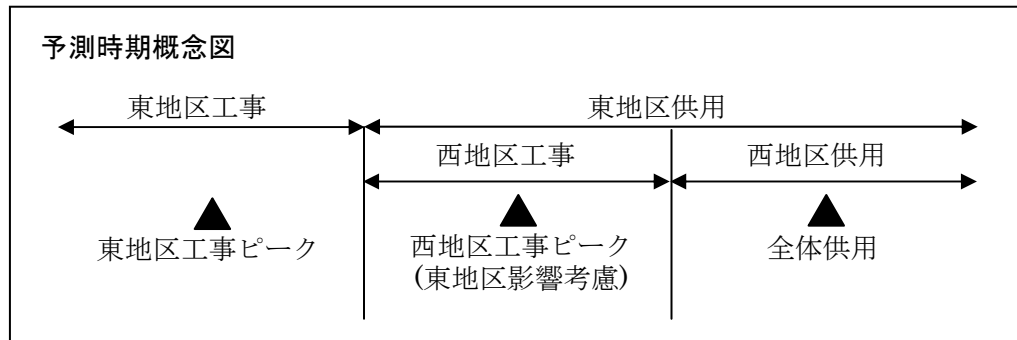 予測時期概念図
東地区工事
東地区供用
西地区工事
西地区供用
東地区工事ピーク
西地区工事ピーク
(東地区影響考慮)
全体供用